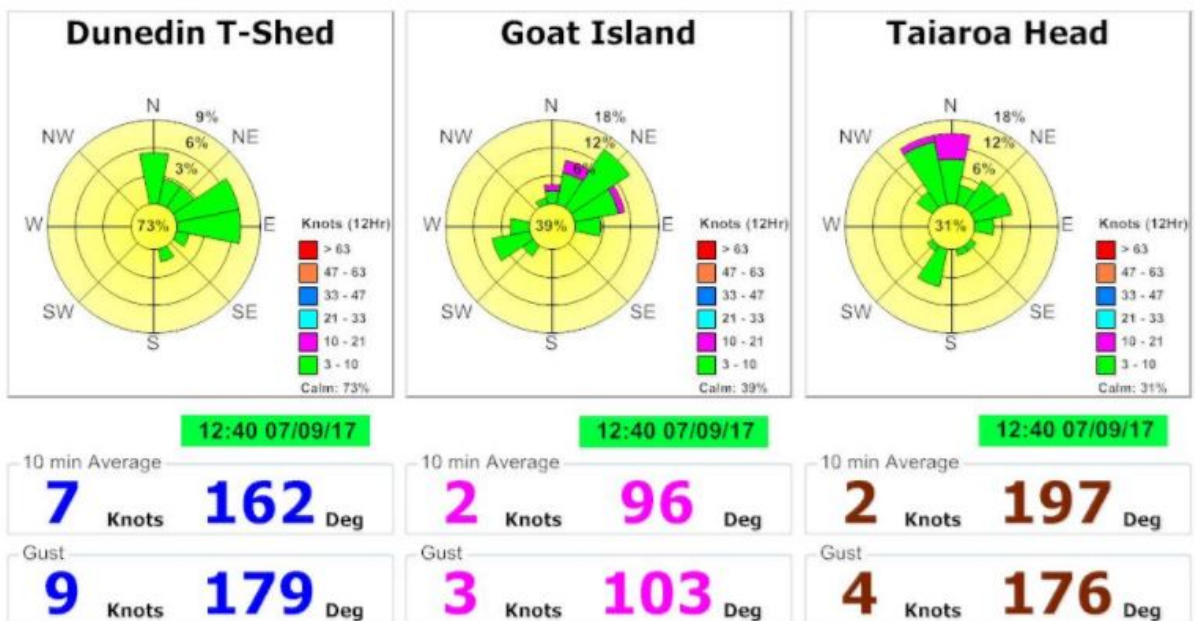 Dunedin T-Shed
N
9%
NW
NE
6%
3%
W
73%
E
SW
SE
S
Knots (12Hr)
> 63
47 - 63
33 - 47
21 - 33
10 - 21
3 - 10
Calm: 73%
12:40 07/09/17
10 min Average
7 Knots 162 Deg
Gust
9 Knots 179 Deg
Goat Island
N
18%
NW
NE
12%
6%
W
39%
E
SW
SE
S
Knots (12Hr)
> 63
47 - 63
33 - 47
21 - 33
10 - 21
3 - 10
Calm: 39%
12:40 07/09/17
10 min Average
2 Knots 96 Deg
Gust
3 Knots 103 Deg
Taiaroa Head
N
18%
NW
NE
12%
6%
W
31%
E
SW
SE
S
Knots (12Hr)
> 63
47 - 63
33 - 47
21 - 33
10 - 21
3 - 10
Calm: 31%
12:40 07/09/17
10 min Average
2 Knots 197 Deg
Gust
4 Knots 176 Deg